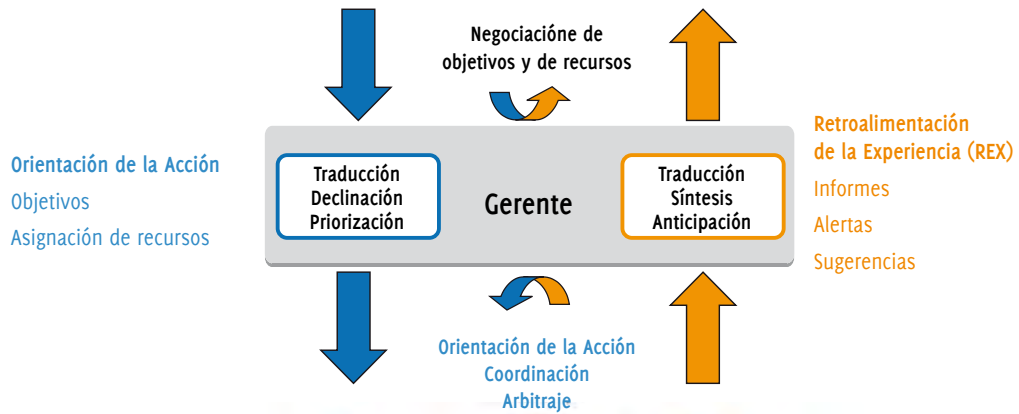 Negociacióne de
objetivos y de recursos
Orientación de la Acción
Objetivos
Asignación de recursos
Traducción
Declinación
Priorización
Gerente
Traducción
Síntesis
Anticipación
Retroalimentación
de la Experiencia (REX)
Informes
Alertas
Sugerencias
Orientación de la Acción
Coordinación
Arbitraje